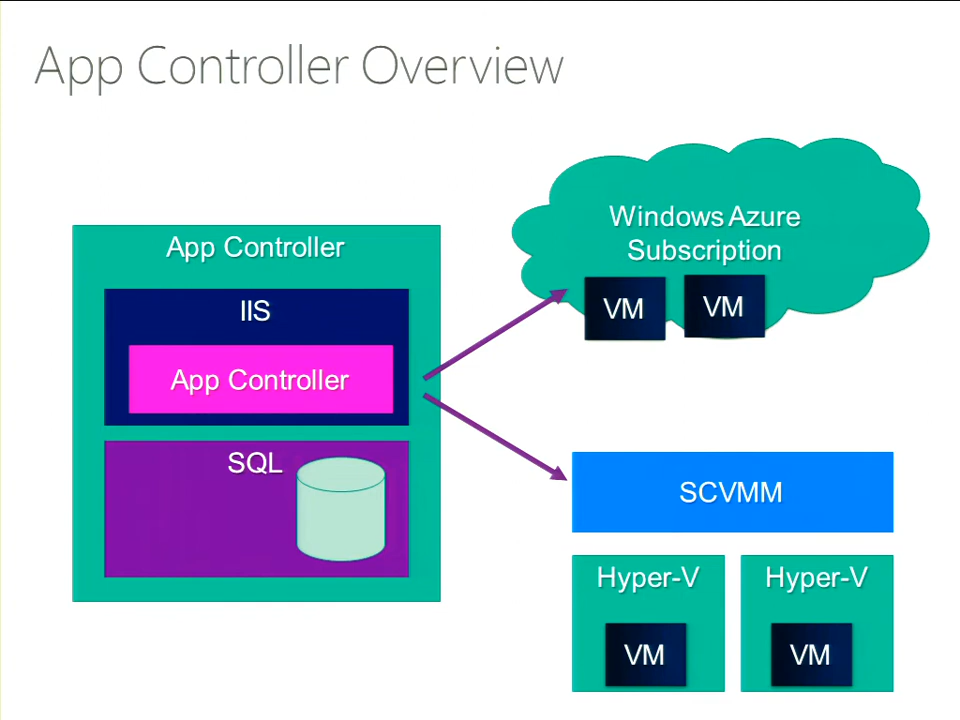 App Controller Overview
App Controller
IIS
App Controller
SQL
Windows Azure
Subscription
VM
VM
SCVMM
Hyper-V
Hyper-V
VM
VM